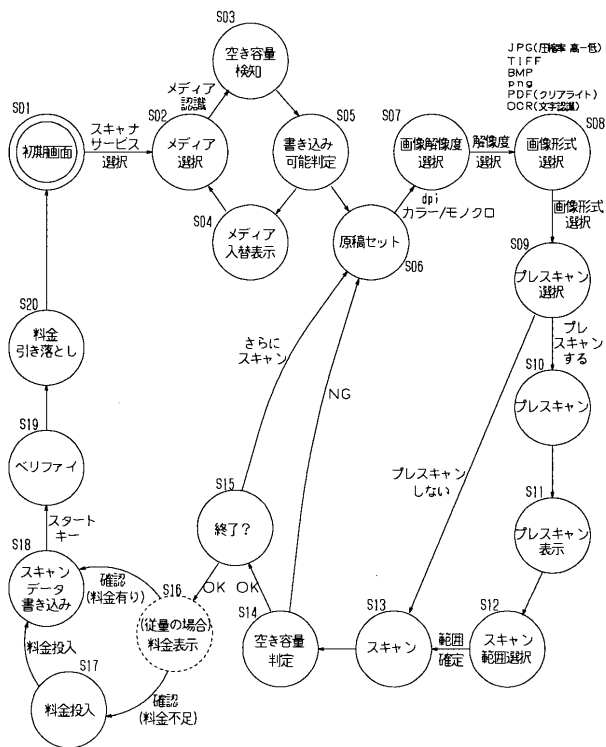 S01
初期画面
スキャナ
サービス
選択
S02
メディア
選択
メディア
認識
S03
空き容量
検知
S04
メディア
入替表示
S05
書き込み
可能判定
S06
原稿セット
dpi
カラー/モノクロ
S07
画像解像度
選択
解像度
選択
JPG(圧縮率 高ー低)
TIFF
BMP
png
PDF(クリアライト)
OCR(文字認識)
S08
画像形式
選択
画像形式
選択
S09
プレスキャン
選択
プレ
スキャン
する
S10
プレスキャン
S11
プレスキャン
表示
プレスキャン
しない
S12
スキャン
範囲選択
範囲
確定
S13
スキャン
S14
空き容量
判定
NG
OK
S15
終了?
さらに
スキャン
OK
S16
(従量の場合)
料金表示
確認
(料金有り)
確認
(料金不足)
S17
料金投入
料金投入
S18
スキャン
データ
書き込み
スタート
キー
S19
ベリファイ
S20
料金
引き落とし